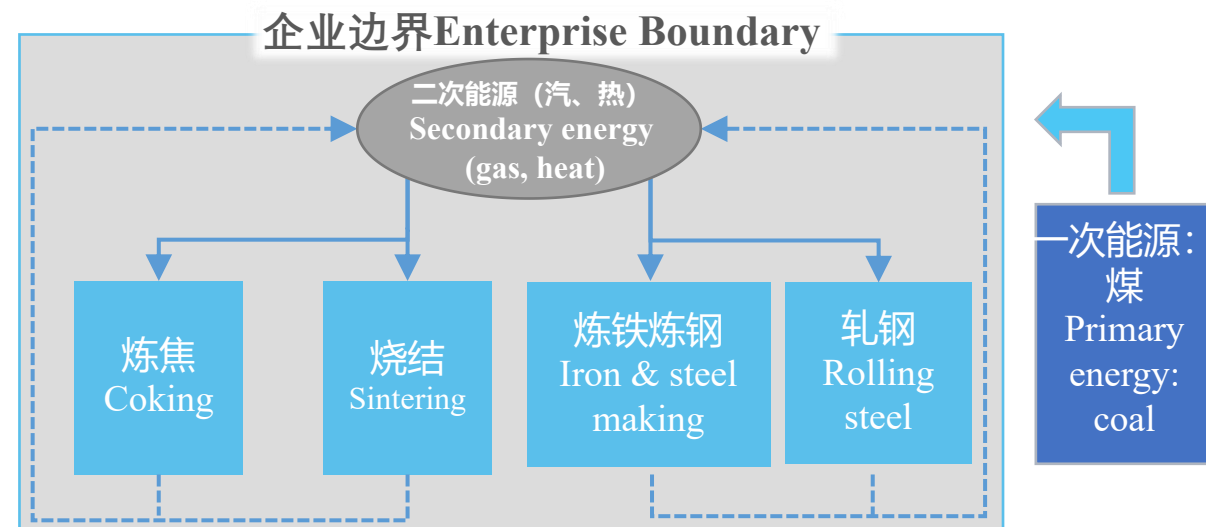 企业边界Enterprise Boundary
二次能源（汽、热）
Secondary energy
(gas, heat)
炼焦
Coking
烧结
Sintering
炼铁炼钢
Iron & steel
making
轧钢
Rolling
steel
一次能源：
煤
Primary
energy:
coal